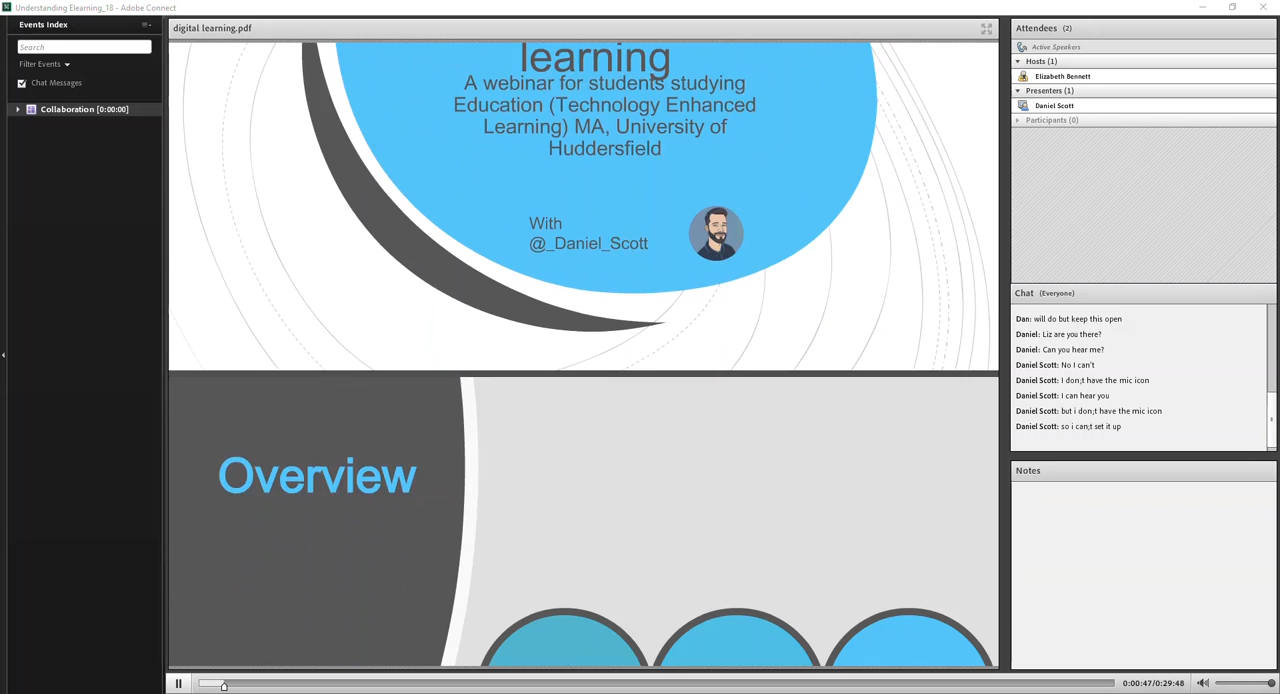 Understanding Elearning_18 - Adobe Connect
Events Index
Search
Filter Events
Chat Messages
Collaboration [0:00:00]
digital learning.pdf
learning
A webinar for students studying
Education (Technology Enhanced
Learning) MA, University of
Huddersfield
With
@_Daniel_Scott
Overview
Attendees (2)
Active Speakers
Hosts (1)
Elizabeth Bennett
Presenters (1)
Daniel Scott
Participants (0)
Chat (Everyone)
Dan: will do but keep this open
Daniel: Liz are you there?
Daniel: Can you hear me?
Daniel Scott: No I can't
Daniel Scott: I don;t have the mic icon
Daniel Scott: I can hear you
Daniel Scott: but i don;t have the mic icon
Daniel Scott: so i can;t set it up
Notes
0:00:47/0:29:48